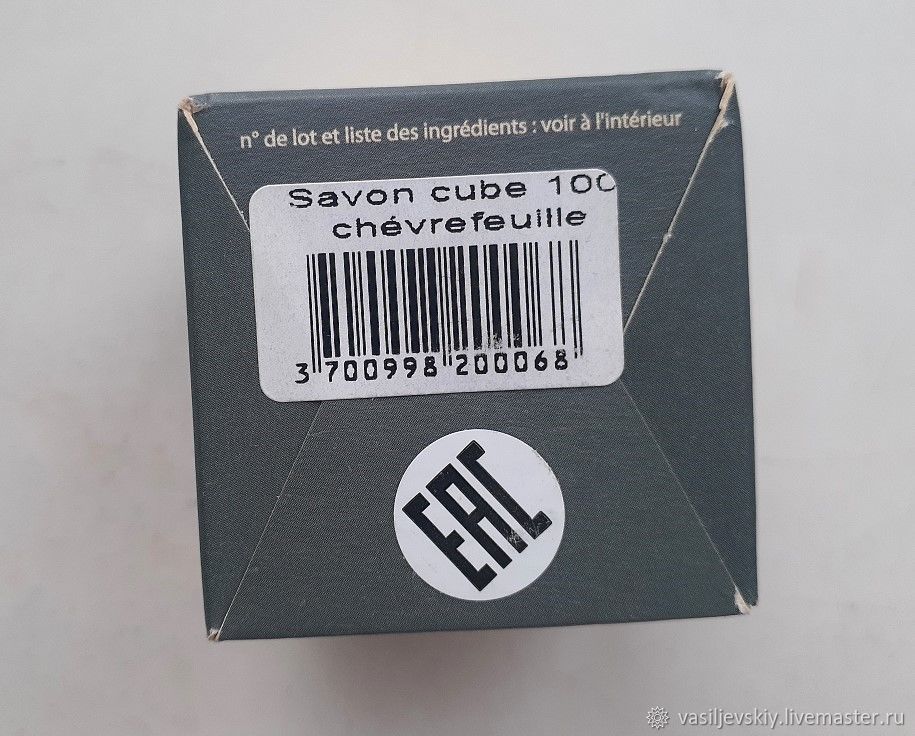 n° de lot et liste des ingrédients : voir à l'intérieur
Savon cube 100
chévrefeuille
3 700998 200068
EAC
vasiljevskiy.livemaster.ru